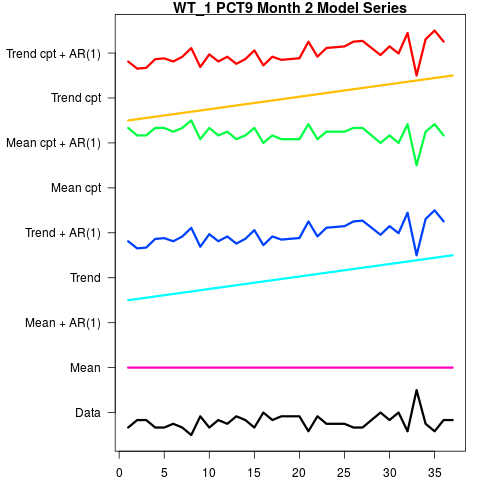 WT_1 PCT9 Month 2 Model Series
Trend cpt + AR(1)
Trend cpt
Mean cpt + AR(1)
Mean cpt
Trend + AR(1)
Trend
Mean + AR(1)
Mean
Data
0 5 10 15 20 25 30 35